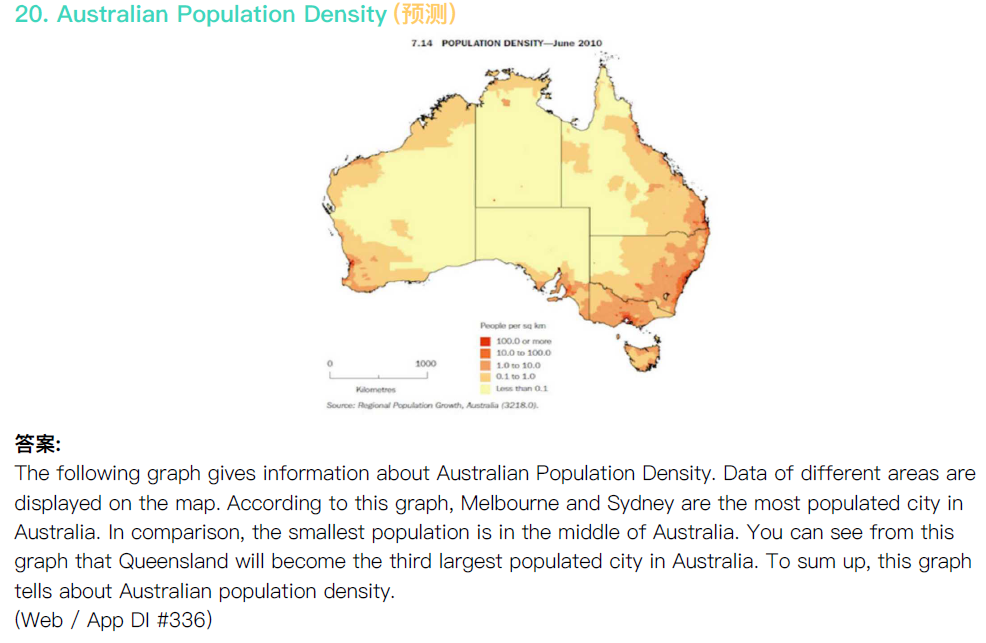 20. Australian Population Density (预测)
7.14 POPULATION DENSITY—June 2010
People per sq km
100.0 or more
10.0 to 100.0
1.0 to 10.0
0.1 to 1.0
Less than 0.1
0 1000
Kilometres
Source: Regional Population Growth, Australia (3218.0).
答案:
The following graph gives information about Australian Population Density. Data of different areas are
displayed on the map. According to this graph, Melbourne and Sydney are the most populated city in
Australia. In comparison, the smallest population is in the middle of Australia. You can see from this
graph that Queensland will become the third largest populated city in Australia. To sum up, this graph
tells about Australian population density.
(Web / App DI #336)